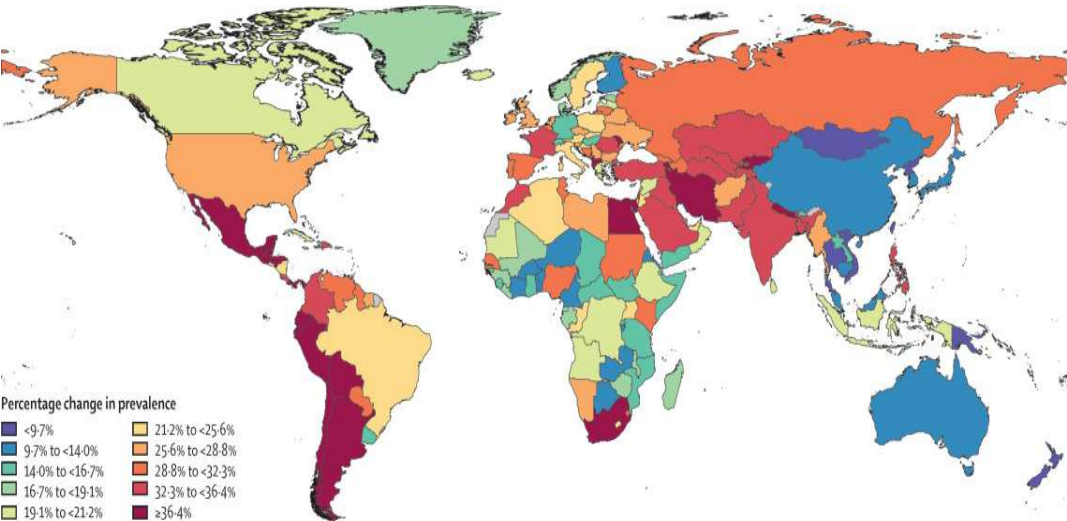 Percentage change in prevalence
<9·7%
9·7% to <14·0%
14·0% to <16·7%
16·7% to <19·1%
19·1% to <21·2%
21·2% to <25·6%
25·6% to <28·8%
28·8% to <32·3%
32·3% to <36·4%
≥36·4%